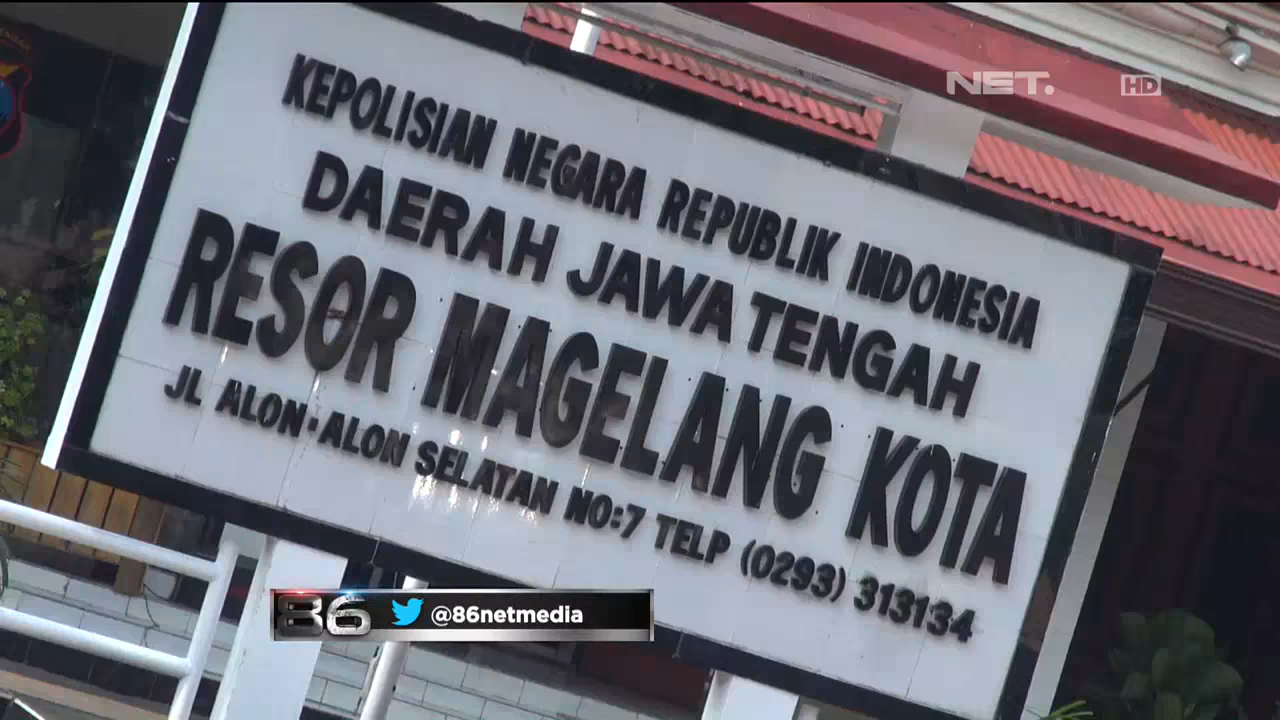 NET.
HD
KEPOLISIAN NEGARA REPUBLIK INDONESIA
DAERAH JAWA TENGAH
RESOR MAGELANG KOTA
JL ALON-ALON SELATAN NO:7 TELP (0293) 313134
86 @86netmedia